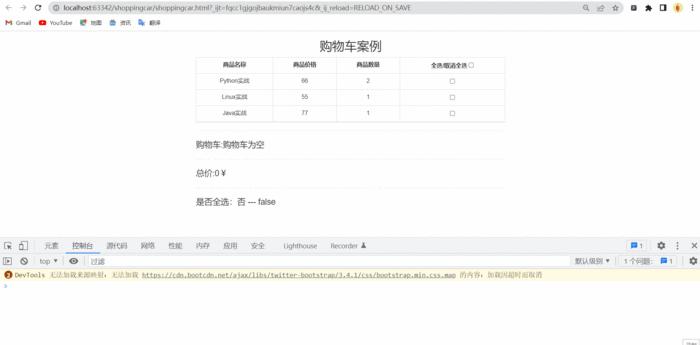 localhost:63342/shoppingcar/shoppingcar.html?_ijt=fqcc1gjgojbaukmiun7caojs4c&_ij_reload=RELOAD_ON_SAVE
Gmail YouTube 地图 资讯 翻译
购物车案例
商品名称 商品价格 商品数量 全选/取消全选
Python实战 66 2
Linux实战 55 1
Java实战 77 1
购物车:购物车为空
总价:0 ¥
是否全选：否 --- false
元素 控制台 源代码 网络 性能 内存 应用 安全 Lighthouse Recorder 1
top 过滤 默认级别 1 个问题: 1
2 DevTools 无法加载来源映射：无法加载 https://cdn.bootcdn.net/ajax/libs/twitter-bootstrap/3.4.1/css/bootstrap.min.css.map 的内容：加载因超时而取消